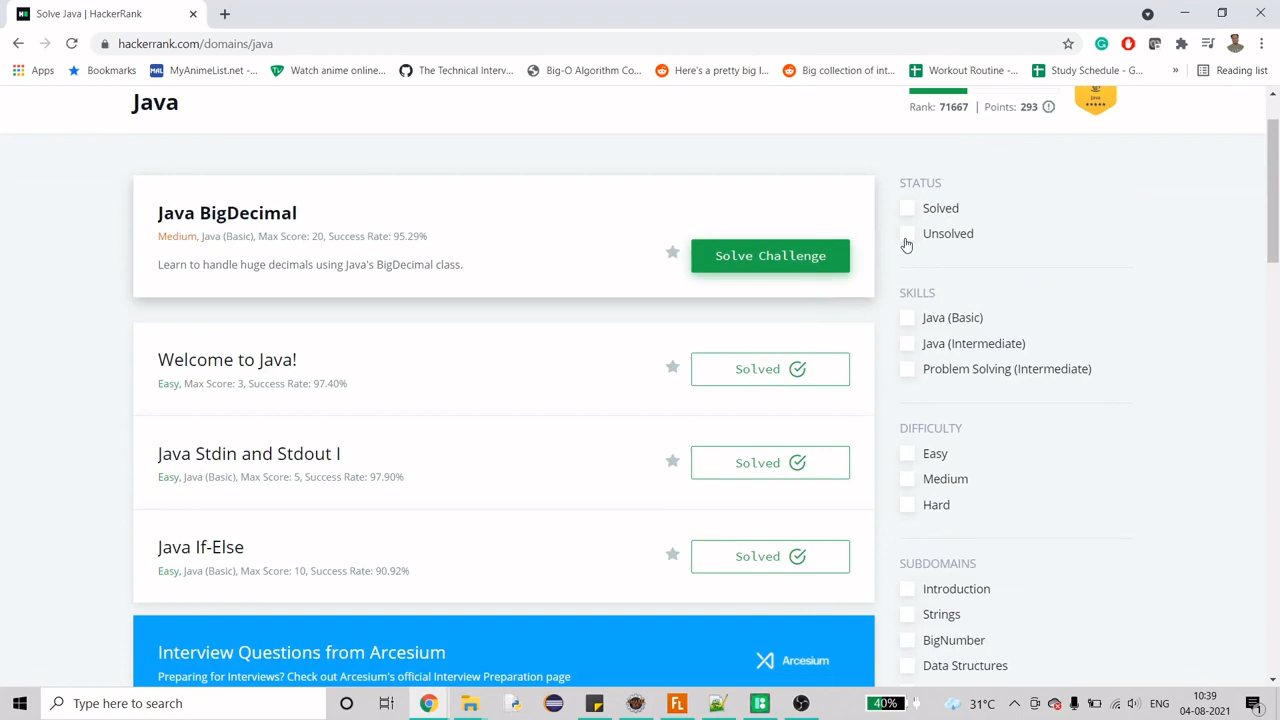 Solve Java | HackerRank
hackerrank.com/domains/java
Apps
Bookmarks
MAL MyAnimeList.net -...
Watch anime online...
The Technical Interv...
Big-O Algorithm Co...
Here's a pretty big l...
Big collection of int...
Workout Routine -...
Study Schedule - G...
»
Reading list
Java
Rank: 71667 | Points: 293
Java
STATUS
Solved
Unsolved
Java BigDecimal
Medium, Java (Basic), Max Score: 20, Success Rate: 95.29%
Learn to handle huge decimals using Java's BigDecimal class.
Solve Challenge
SKILLS
Java (Basic)
Java (Intermediate)
Problem Solving (Intermediate)
Welcome to Java!
Easy, Max Score: 3, Success Rate: 97.40%
Solved
DIFFICULTY
Easy
Medium
Hard
Java Stdin and Stdout I
Easy, Java (Basic), Max Score: 5, Success Rate: 97.90%
Solved
Java If-Else
Easy, Java (Basic), Max Score: 10, Success Rate: 90.92%
Solved
SUBDOMAINS
Introduction
Strings
BigNumber
Data Structures
Interview Questions from Arcesium
Preparing for Interviews? Check out Arcesium's official Interview Preparation page
Arcesium
Type here to search
FL
40%
31°C
ENG
10:39
04-08-2021
1